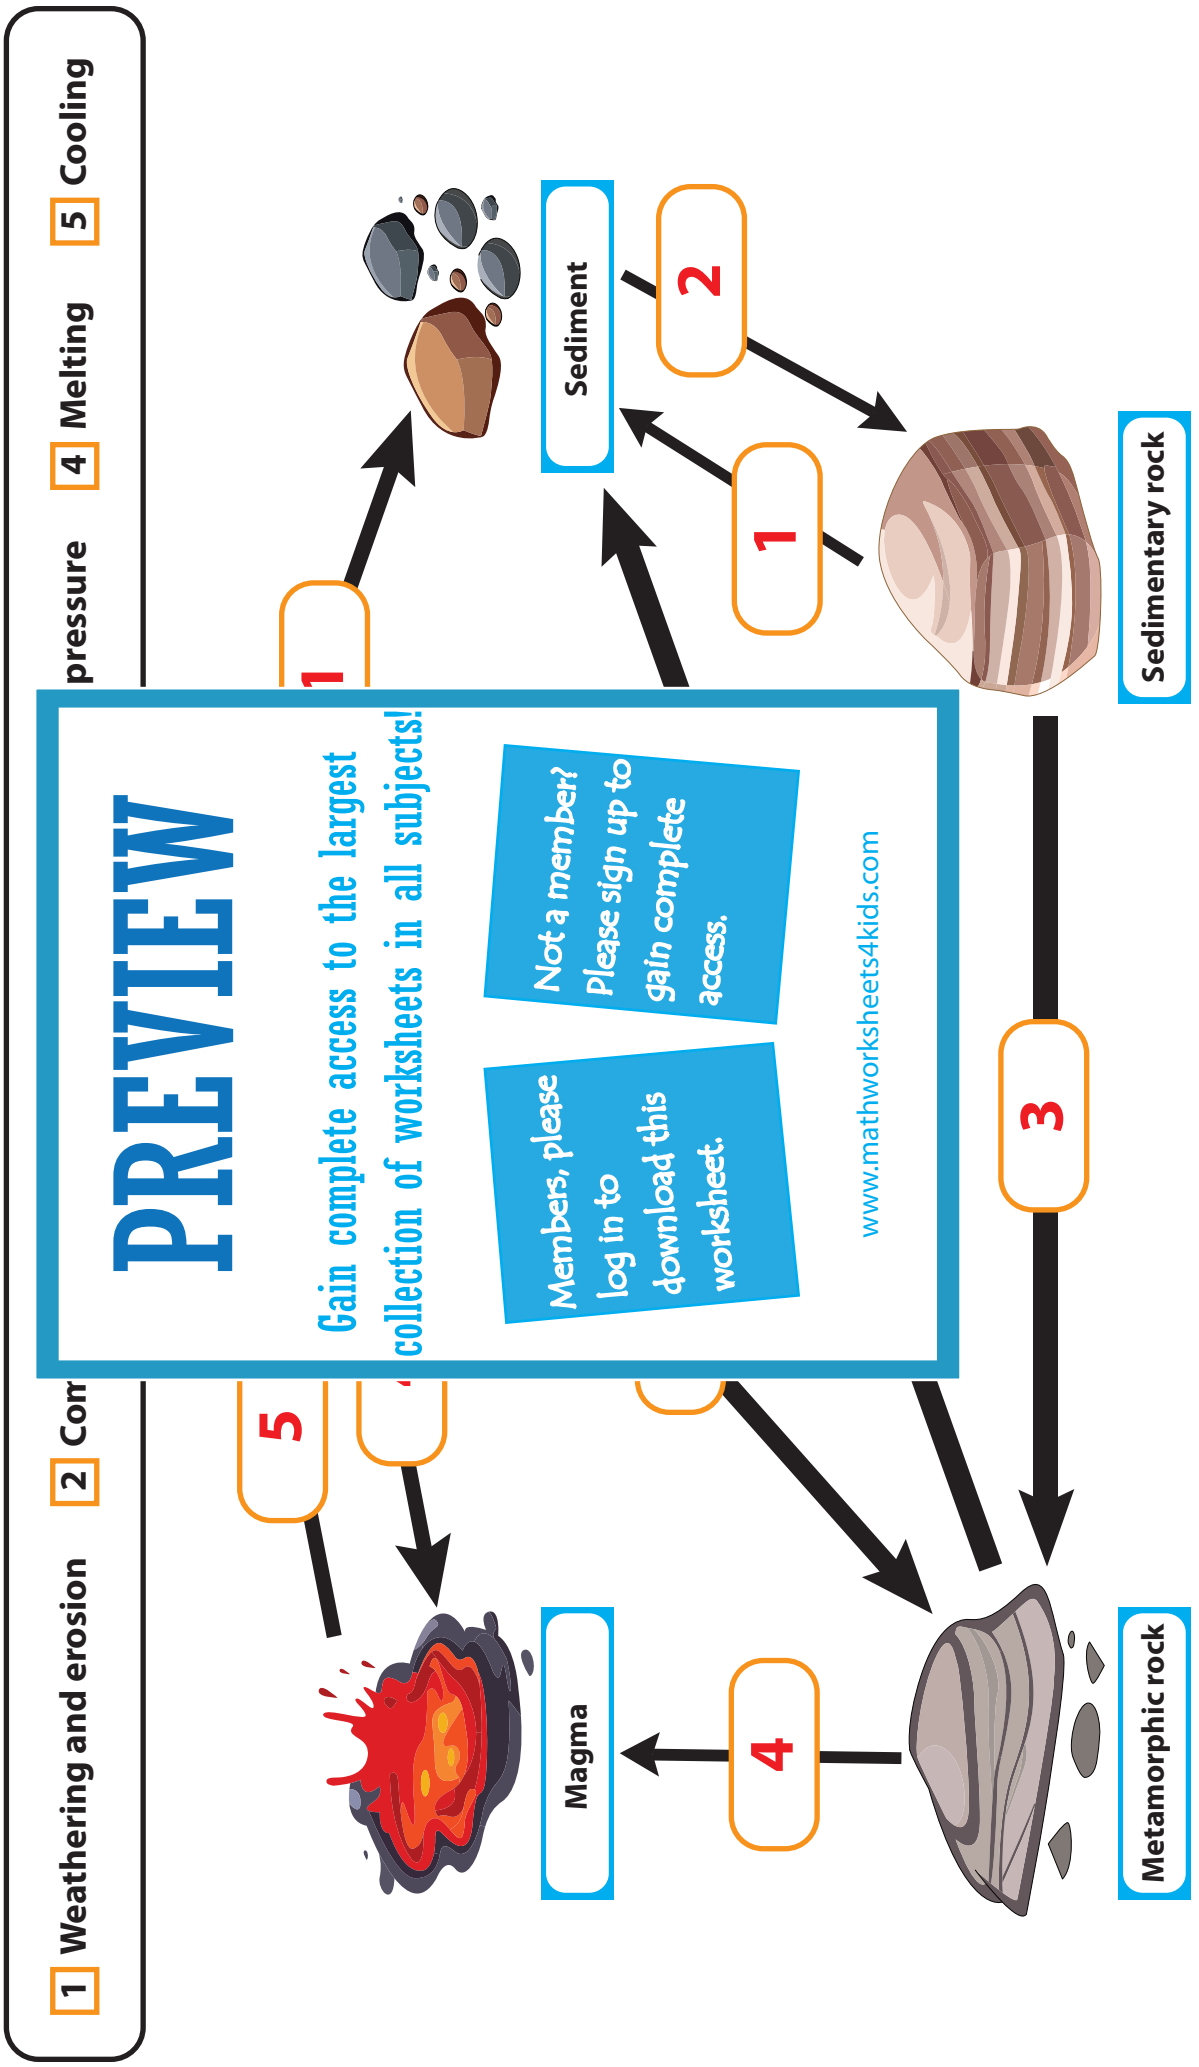 1 Weathering and erosion 2 Com pressure 4 Melting 5 Cooling
PREVIEW
Gain complete access to the largest
collection of worksheets in all subjects!
Members, please
log in to
download this
worksheet.
Not a member?
Please sign up to
gain complete
access.
www.mathworksheets4kids.com
5
1
Magma
Sediment
4
1
2
3
Metamorphic rock
Sedimentary rock